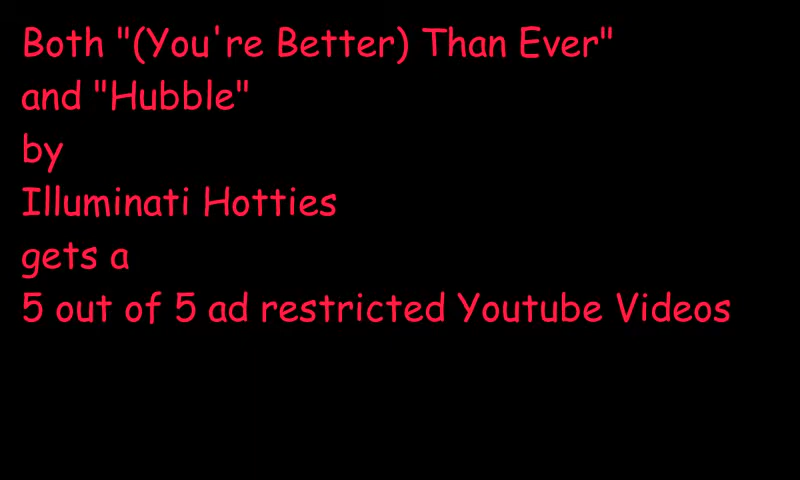 Both "(You're Better) Than Ever"
and "Hubble"
by
Illuminati Hotties
gets a
5 out of 5 ad restricted Youtube Videos